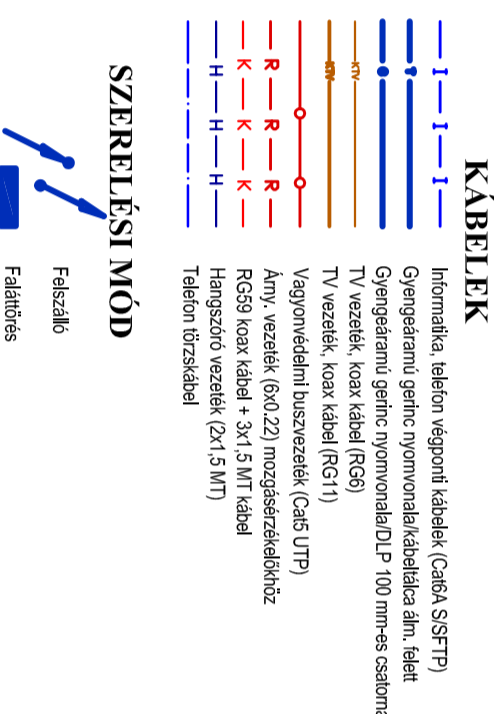 KÁBELEK
I I I Informatika, telefon végponti kábelek (Cat6A S/SFTP)
Gyengeáramú gerinc nyomvonala/kábeltálca álm. felett
Gyengeáramú gerinc nyomvonala/DLP 100 mm-es csatorna
KTV TV vezeték, koax kábel (RG6)
KTV TV vezeték, koax kábel (RG11)
Vagyonvédelmi buszvezeték (Cat5 UTP)
R R R Árny. vezeték (6x0.22) mozgásérzékelőkhöz
K K K RG59 koax kábel + 3x1,5 MT kábel
H H H Hangszóró vezeték (2x1,5 MT)
Telefon törzskábel
SZERELÉSI MÓD
Felszálló
Faláttörés